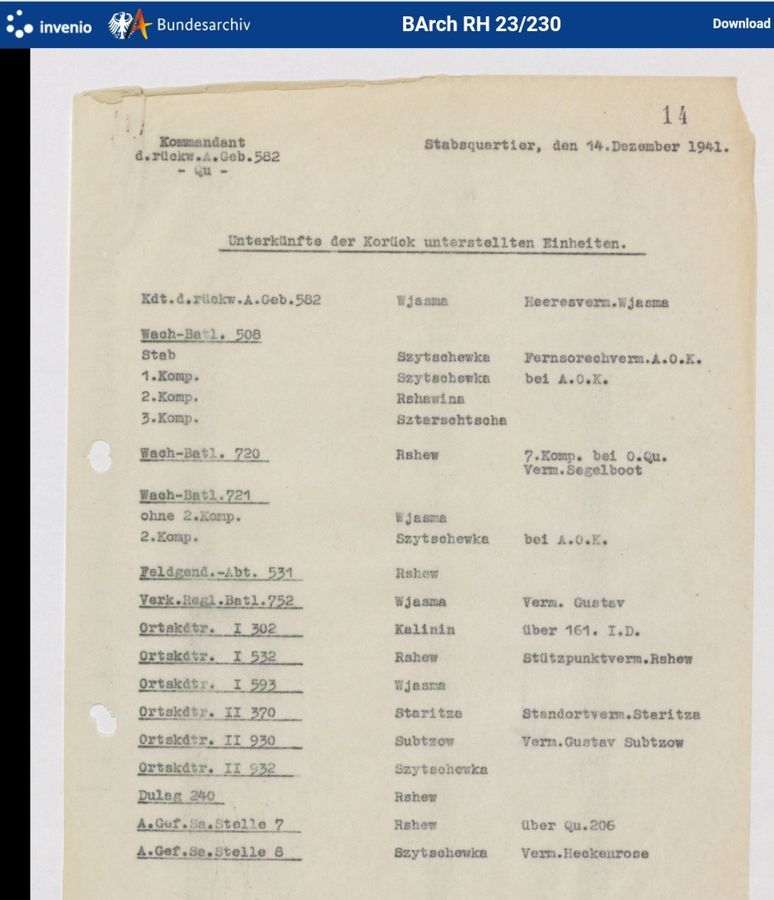 invenio Bundesarchiv BArch RH 23/230 Download
14
Kommandant Stabsquartier, den 14.Dezember 1941.
d.rückw.A.Geb.582
- Qu -
Unterkünfte der Korück unterstellten Einheiten.
Kdt.d.rückw.A.Geb.582 Wjasma Heeresverm.Wjasma
Wach-Batl. 508
Stab Szytschewka Fernsorechverm.A.O.K.
1.Komp. Szytschewka bei A.O.K.
2.Komp. Rshawina
3.Komp. Szterschtscha
Wach-Batl. 720 Rshew 7.Komp. bei O.Qu.
Verm.Segelboot
Wach-Batl.721
ohne 2.Komp. Wjasma
2.Komp. Szytschewka bei A.O.K.
Feldgend.-Abt. 531 Rshew
Verk.Regl.Batl.752 Wjasma Verm. Gustav
Ortskdtr. I 302 Kalinin über 161. I.D.
Ortskdtr. I 532 Rshew Stützpunktverm.Rshew
Ortskdtr. I 593 Wjasma
Ortskdtr. II 370 Staritza Standortverm.Staritza
Ortskdtr. II 930 Subtzow Verm.Gustav Subtzow
Ortskdtr. II 932 Szytschewka
Dulag 240 Rshew
A.Gef.Sa.Stelle 7 Rshew über Qu.206
A.Gef.Sa.Stelle 8 Szytschewka Verm.Heckenrose